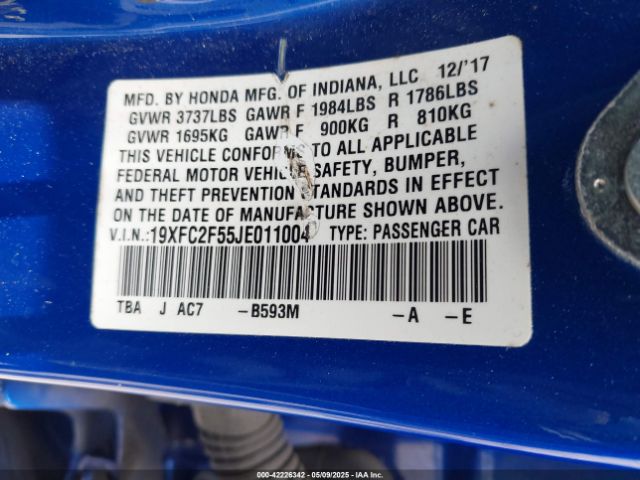 MFD. BY HONDA MFG. OF INDIANA, LLC 12/'17
GVWR 3737LBS GAWR F 1984LBS R 1786LBS
GVWR 1695KG GAWR F 900KG R 810KG
THIS VEHICLE CONFORMS TO ALL APPLICABLE
FEDERAL MOTOR VEHICLE SAFETY, BUMPER,
AND THEFT PREVENTION STANDARDS IN EFFECT
ON THE DATE OF MANUFACTURE SHOWN ABOVE.
V.I.N.:19XFC2F55JE011004 TYPE: PASSENGER CAR
TBA J AC7 -B593M -A -E
000-42226342 - 05/09/2025 - IAAI.COM